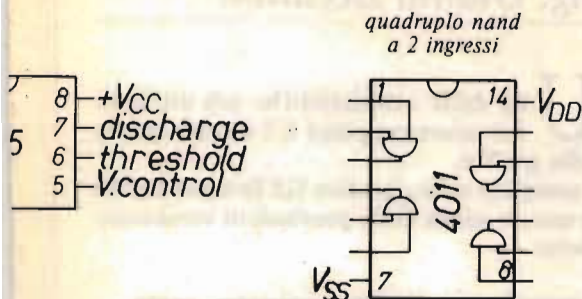 quadruplo nand
a 2 ingressi
8 +VCC
7 discharge
5 6 threshold
5 V.control
1 14 VDD
4011
VSS 7 8